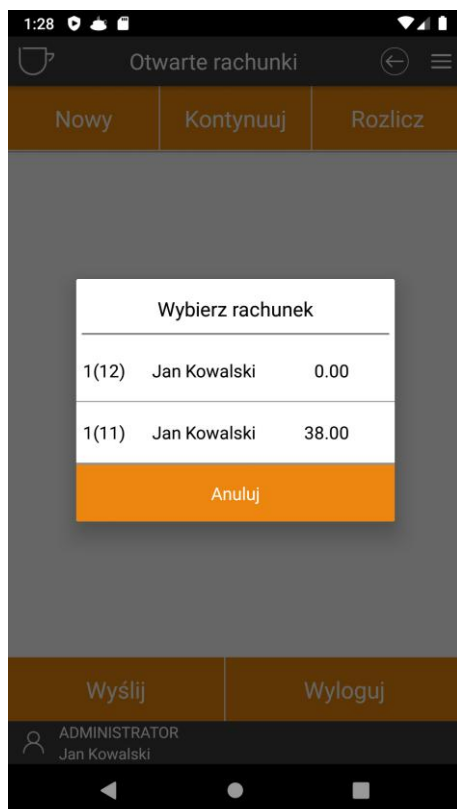 1:28
Otwarte rachunki
Nowy Kontynuuj Rozlicz
Wybierz rachunek
1(12) Jan Kowalski 0.00
1(11) Jan Kowalski 38.00
Anuluj
Wyślij Wyloguj
ADMINISTRATOR
Jan Kowalski